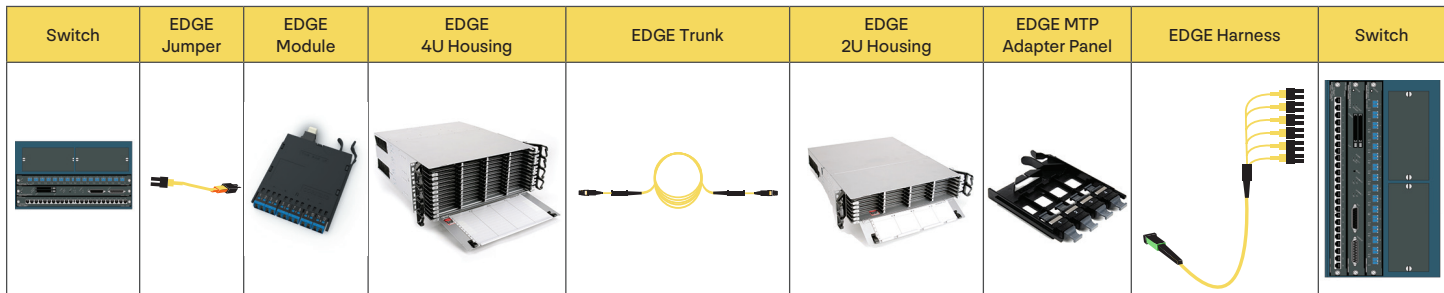 Switch
EDGE
Jumper
EDGE
Module
EDGE
4U Housing
EDGE Trunk
EDGE
2U Housing
EDGE MTP
Adapter Panel
EDGE Harness
Switch